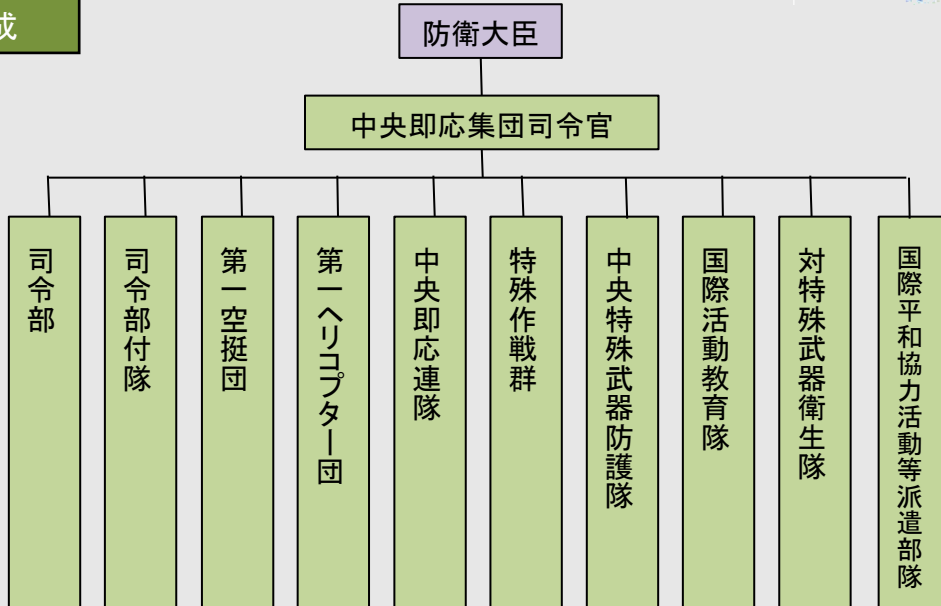 成
防衛大臣
中央即応集団司令官
司令部
司令部付隊
第一空挺団
第一ヘリコプター団
中央即応連隊
特殊作戦群
中央特殊武器防護隊
国際活動教育隊
対特殊武器衛生隊
国際平和協力活動等派遣部隊